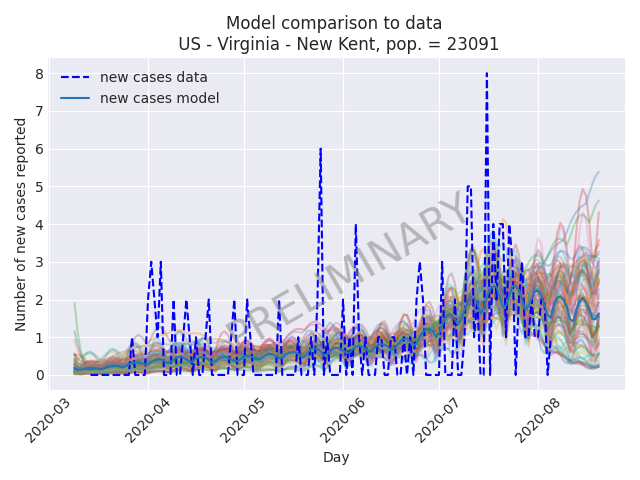 Model comparison to data
US - Virginia - New Kent, pop. = 23091
new cases data
new cases model
PRELIMINARY
Number of new cases reported
8
7
6
5
4
3
2
1
0
2020-03
2020-04
2020-05
2020-06
2020-07
2020-08
Day